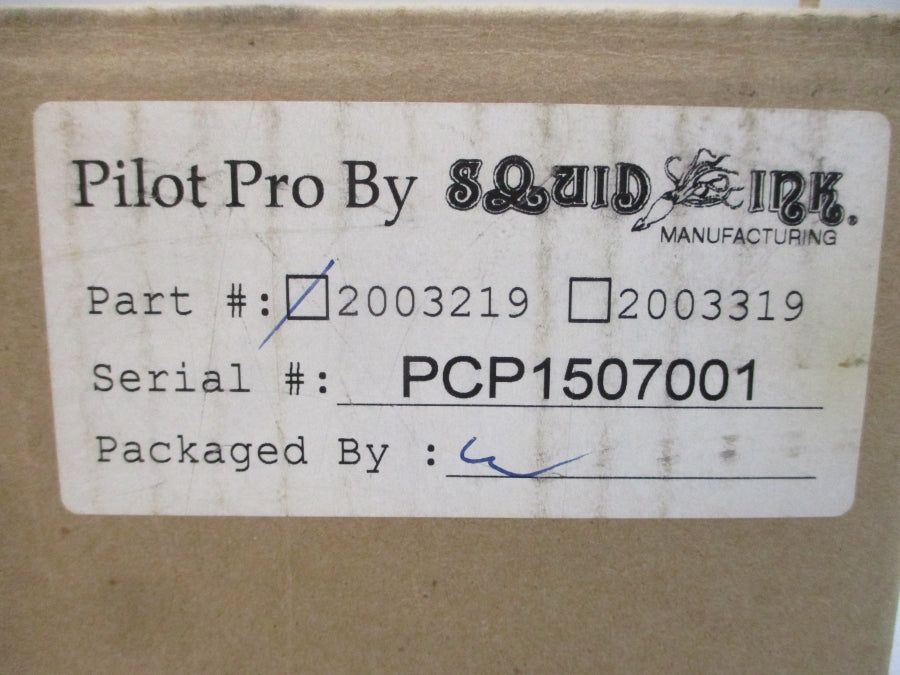 Pilot Pro By SQUID INK
MANUFACTURING
Part #: 2003219 2003319
Serial #: PCP1507001
Packaged By :